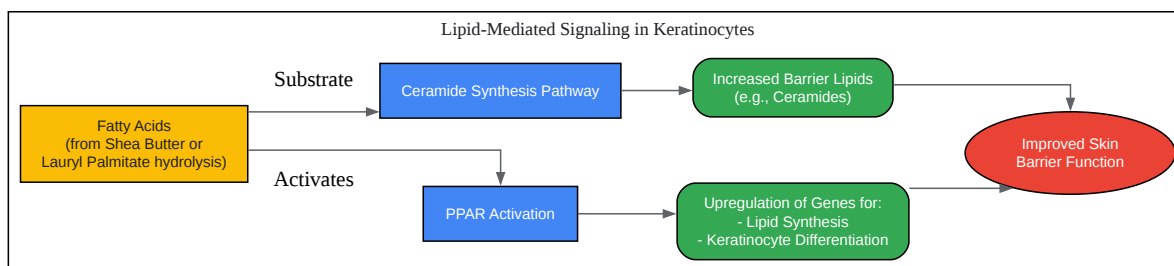 Lipid-Mediated Signaling in Keratinocytes
Substrate
Ceramide Synthesis Pathway
Increased Barrier Lipids
(e.g., Ceramides)
Fatty Acids
(from Shea Butter or
Lauryl Palmitate hydrolysis)
Improved Skin
Barrier Function
Activates
PPAR Activation
Upregulation of Genes for:
- Lipid Synthesis
- Keratinocyte Differentiation